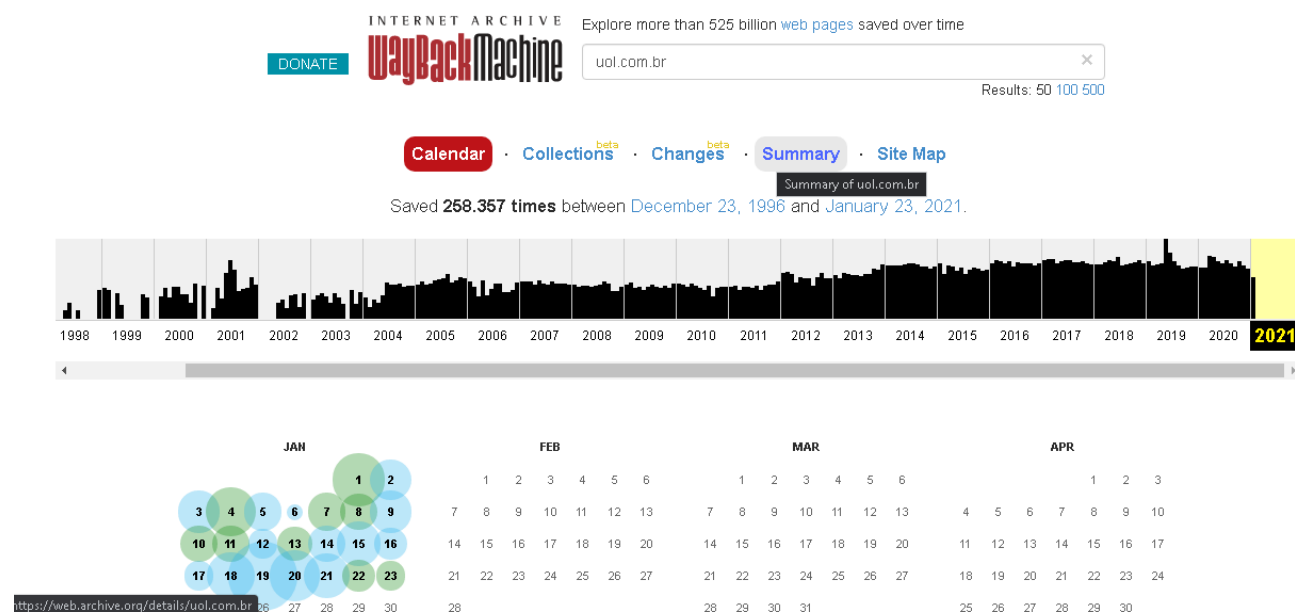 INTERNET ARCHIVE
WayBackMachine
DONATE
Explore more than 525 billion web pages saved over time
uol.com.br ×
Results: 50 100 500
Calendar · Collections beta · Changes beta · Summary · Site Map
Summary of uol.com.br
Saved 258.357 times between December 23, 1996 and January 23, 2021.
1998 1999 2000 2001 2002 2003 2004 2005 2006 2007 2008 2009 2010 2011 2012 2013 2014 2015 2016 2017 2018 2019 2020 2021
JAN FEB MAR APR
1 2 1 2 3 4 5 6 1 2 3 4 5 6 1 2 3
3 4 5 6 7 8 9 7 8 9 10 11 12 13 7 8 9 10 11 12 13 4 5 6 7 8 9 10
10 11 12 13 14 15 16 14 15 16 17 18 19 20 14 15 16 17 18 19 20 11 12 13 14 15 16 17
17 18 19 20 21 22 23 21 22 23 24 25 26 27 21 22 23 24 25 26 27 18 19 20 21 22 23 24
https://web.archive.org/details/uol.com.br 26 27 28 29 30 28 28 29 30 31 25 26 27 28 29 30